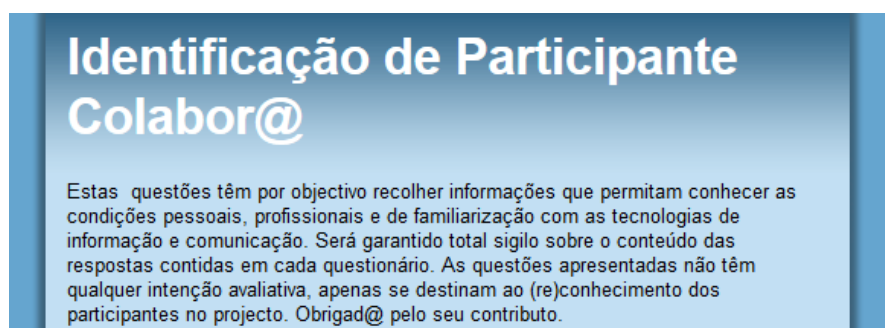 Identificação de Participante
Colabor@
Estas  questões têm por objectivo recolher informações que permitam conhecer as
condições pessoais, profissionais e de familiarização com as tecnologias de
informação e comunicação. Será garantido total sigilo sobre o conteúdo das
respostas contidas em cada questionário. As questões apresentadas não têm
qualquer intenção avaliativa, apenas se destinam ao (re)conhecimento dos
participantes no projecto. Obrigad@ pelo seu contributo.